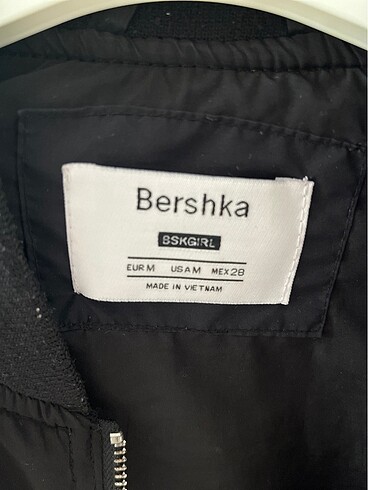 Bershka
BSKGIRL
EUR M USA M MEX 28
MADE IN VIETNAM